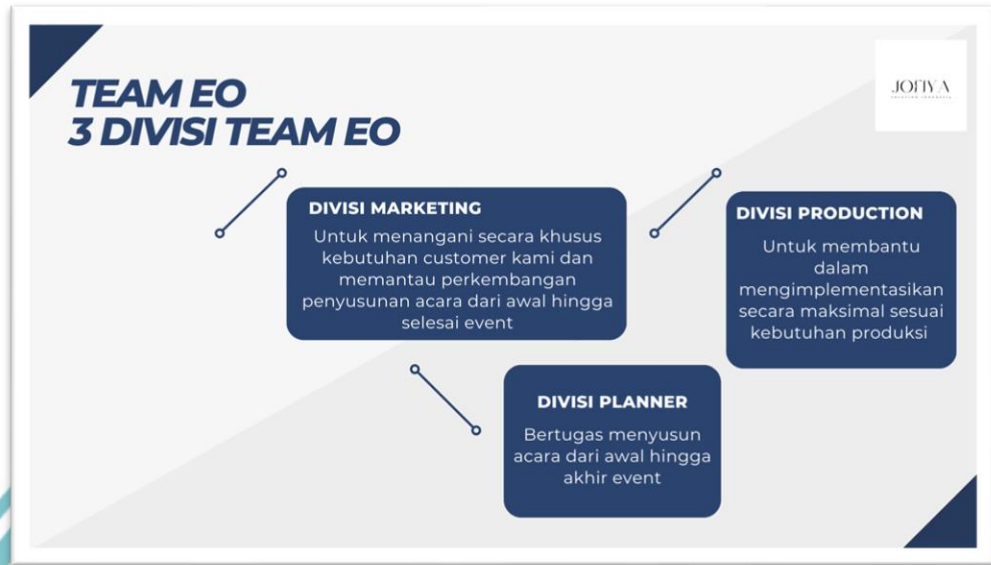 TEAM EO
3 DIVISI TEAM EO
DIVISI MARKETING
Untuk menangani secara khusus
kebutuhan customer kami dan
memantau perkembangan
penyusunan acara dari awal hingga
selesai event
DIVISI PRODUCTION
Untuk membantu
dalam
mengimplementasikan
secara maksimal sesuai
kebutuhan produksi
DIVISI PLANNER
Bertugas menyusun
acara dari awal hingga
akhir event